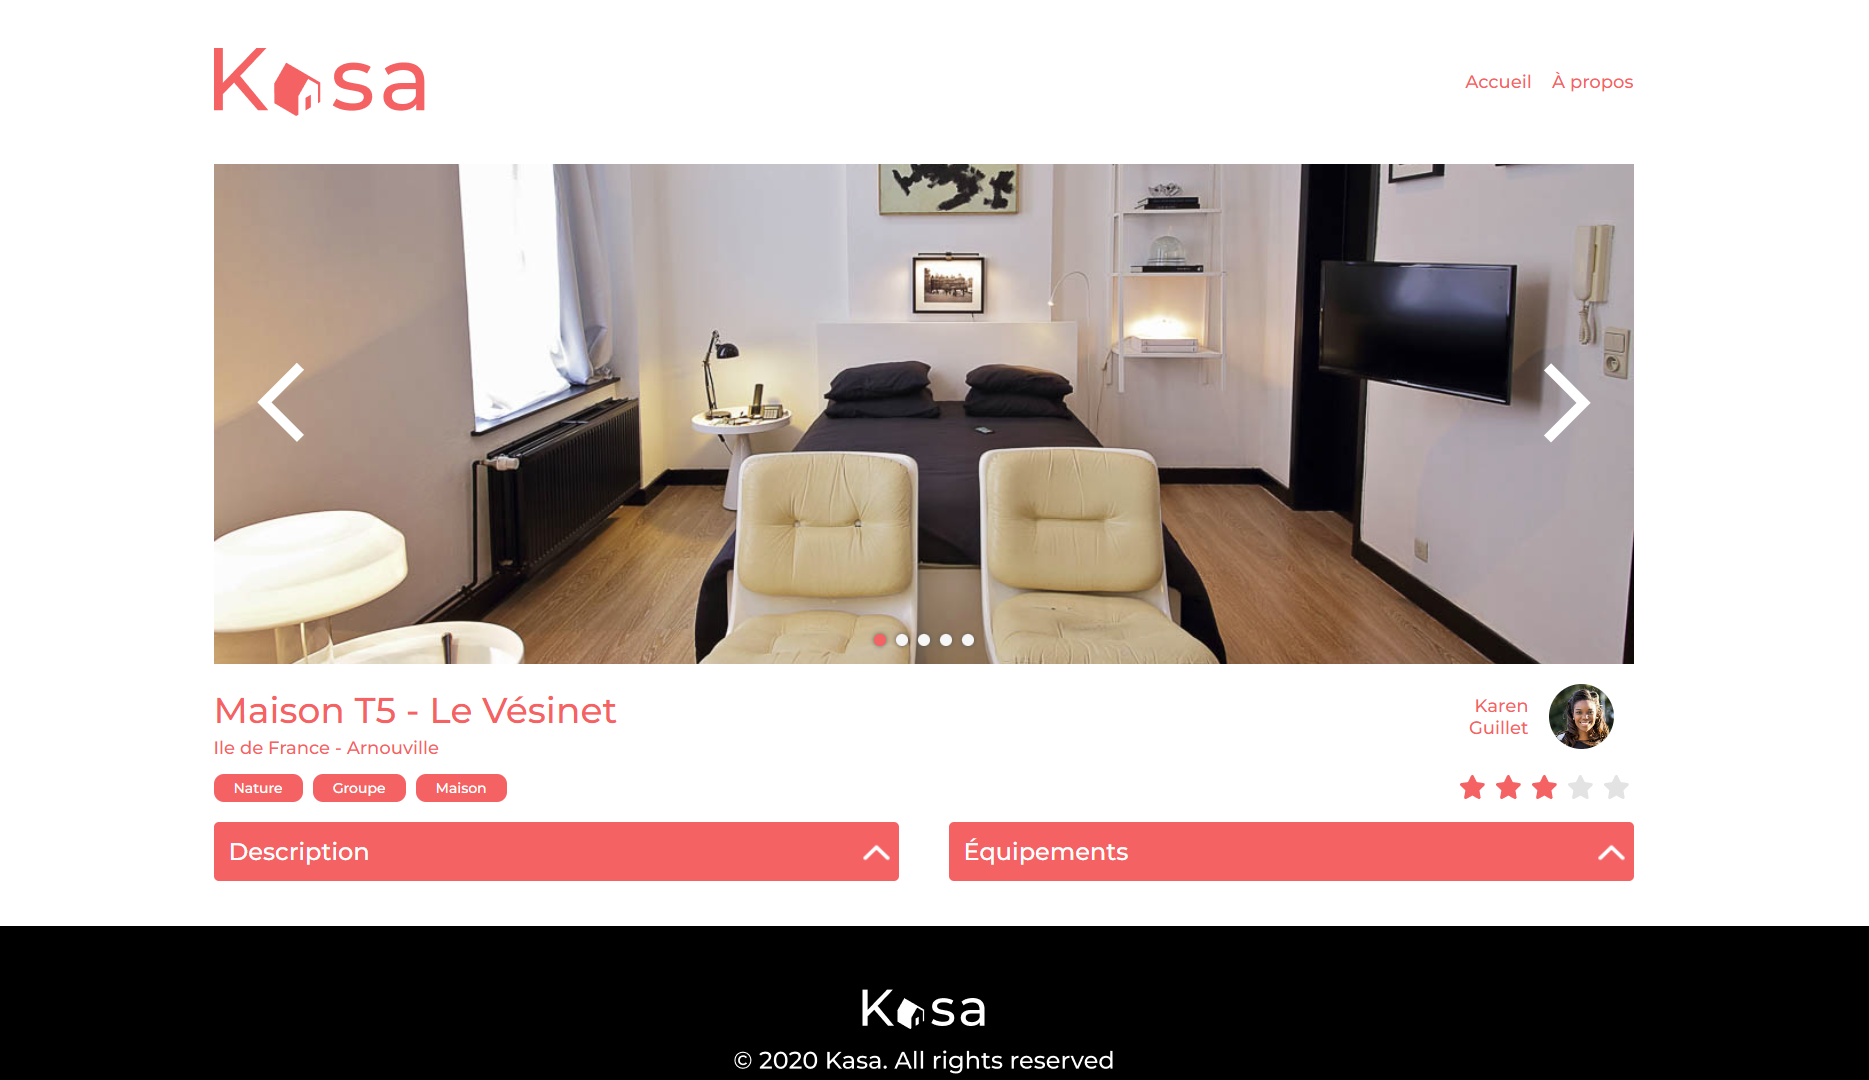 Kasa
Accueil À propos
Maison T5 - Le Vésinet
Ile de France - Arnouville
Karen
Guillet
Nature Groupe Maison
Description
Équipements
Kasa
© 2020 Kasa. All rights reserved